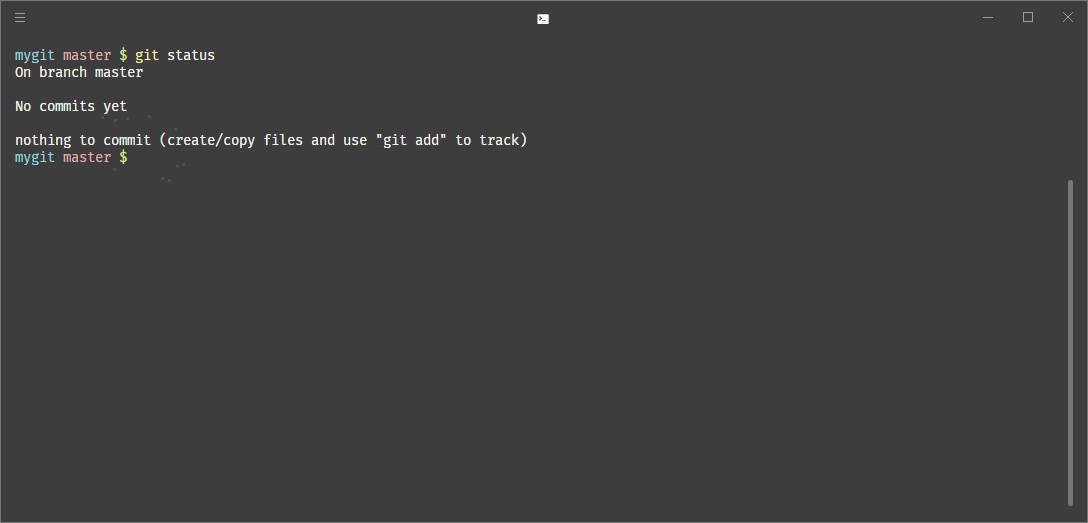 mygit master $ git status
On branch master
No commits yet
nothing to commit (create/copy files and use "git add" to track)
mygit master $